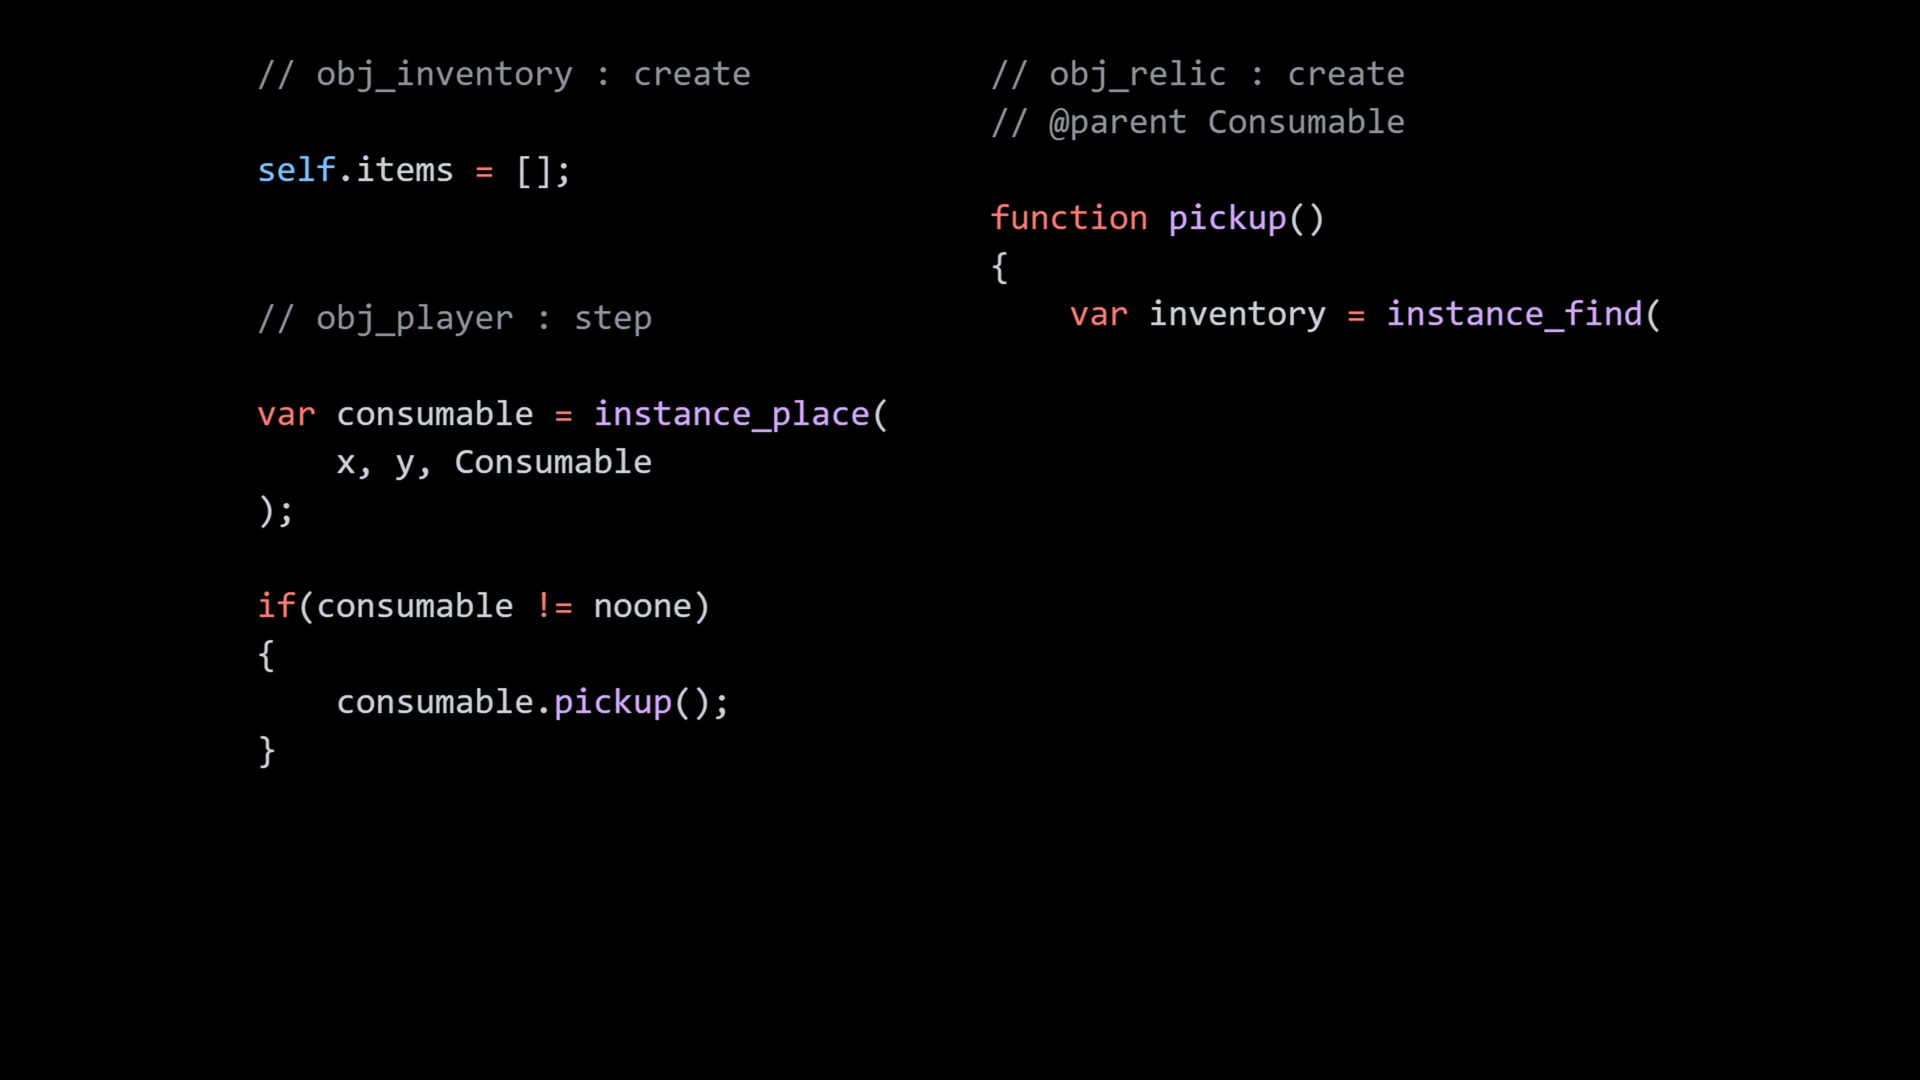 // obj_inventory : create
self.items = [];
// obj_player : step
var consumable = instance_place(
    x, y, Consumable
);
if(consumable != noone)
{
    consumable.pickup();
}
// obj_relic : create
// @parent Consumable
function pickup()
{
    var inventory = instance_find(